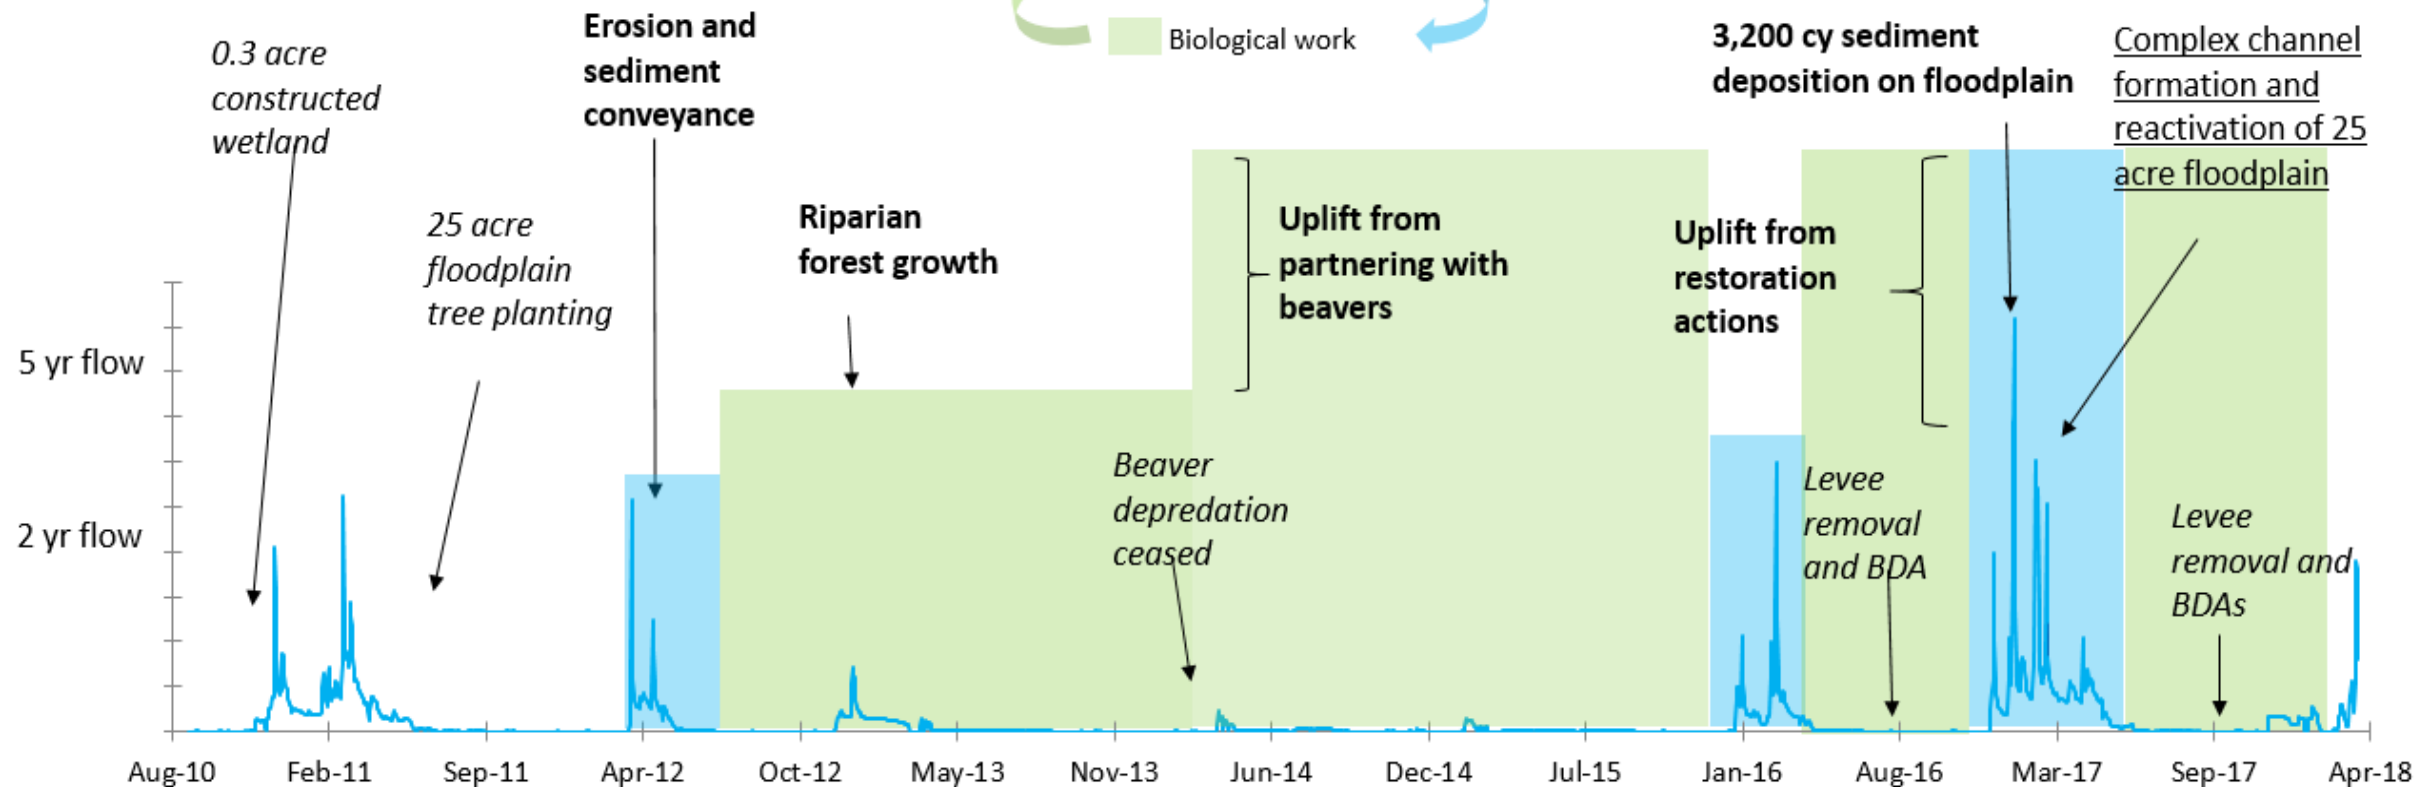 0.3 acre
constructed
wetland
25 acre
floodplain
tree planting
Erosion and
sediment
conveyance
Riparian
forest growth
Biological work
Beaver
depredation
ceased
Uplift from
partnering with
beavers
Uplift from
restoration
actions
3,200 cy sediment
deposition on floodplain
Complex channel
formation and
reactivation of 25
acre floodplain
Levee
removal
and BDA
Levee
removal and
BDAs
5 yr flow
2 yr flow
Aug-10 Feb-11 Sep-11 Apr-12 Oct-12 May-13 Nov-13 Jun-14 Dec-14 Jul-15 Jan-16 Aug-16 Mar-17 Sep-17 Apr-18